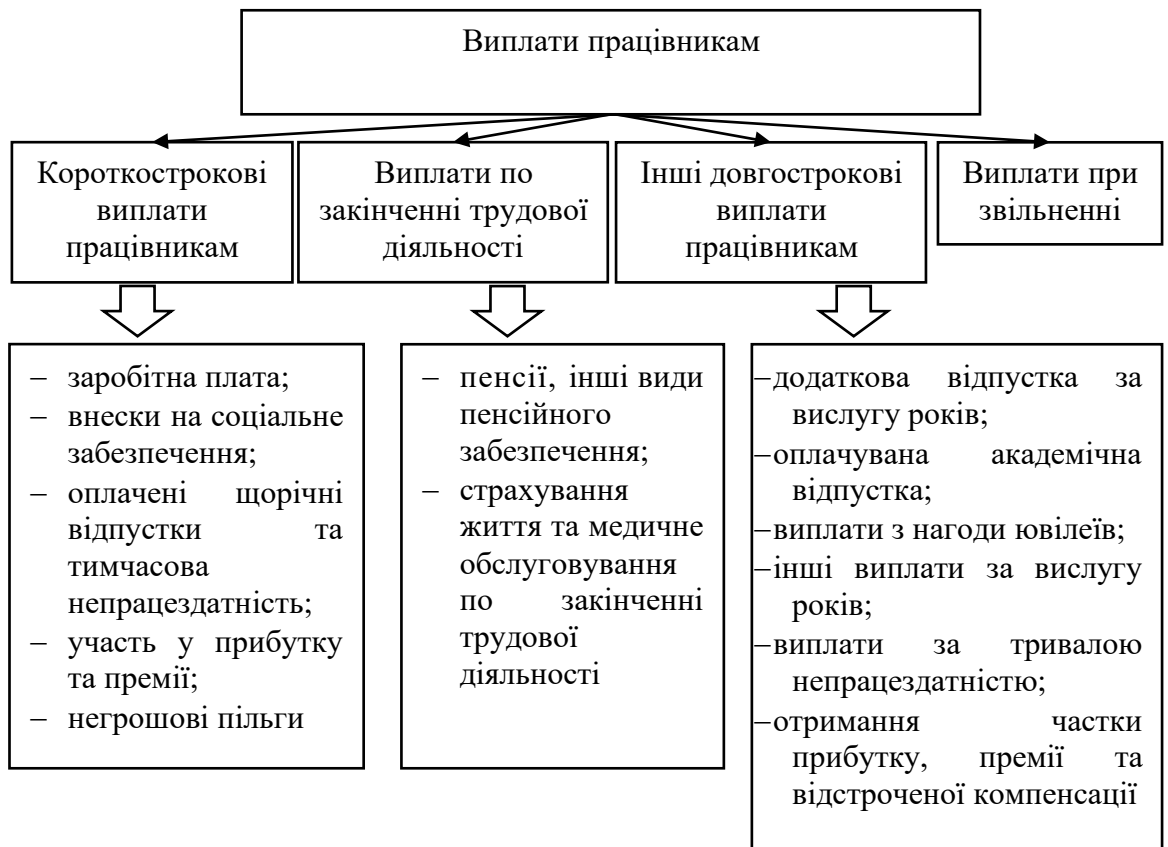 Виплати працівникам
Короткострокові
виплати
працівникам
Виплати по
закінченні трудової
діяльності
Інші довгострокові
виплати
працівникам
Виплати при
звільненні
– заробітна плата;
– внески на соціальне
забезпечення;
– оплачені щорічні
відпустки та
тимчасова
непрацездатність;
– участь у прибутку
та премії;
– негрошові пільги
– пенсії, інші види
пенсійного
забезпечення;
– страхування
життя та медичне
обслуговування
по закінченні
трудової
діяльності
–додаткова відпустка за
вислугу років;
–оплачувана академічна
відпустка;
–виплати з нагоди ювілеїв;
–інші виплати за вислугу
років;
–виплати за тривалою
непрацездатністю;
–отримання частки
прибутку, премії та
відстроченої компенсації